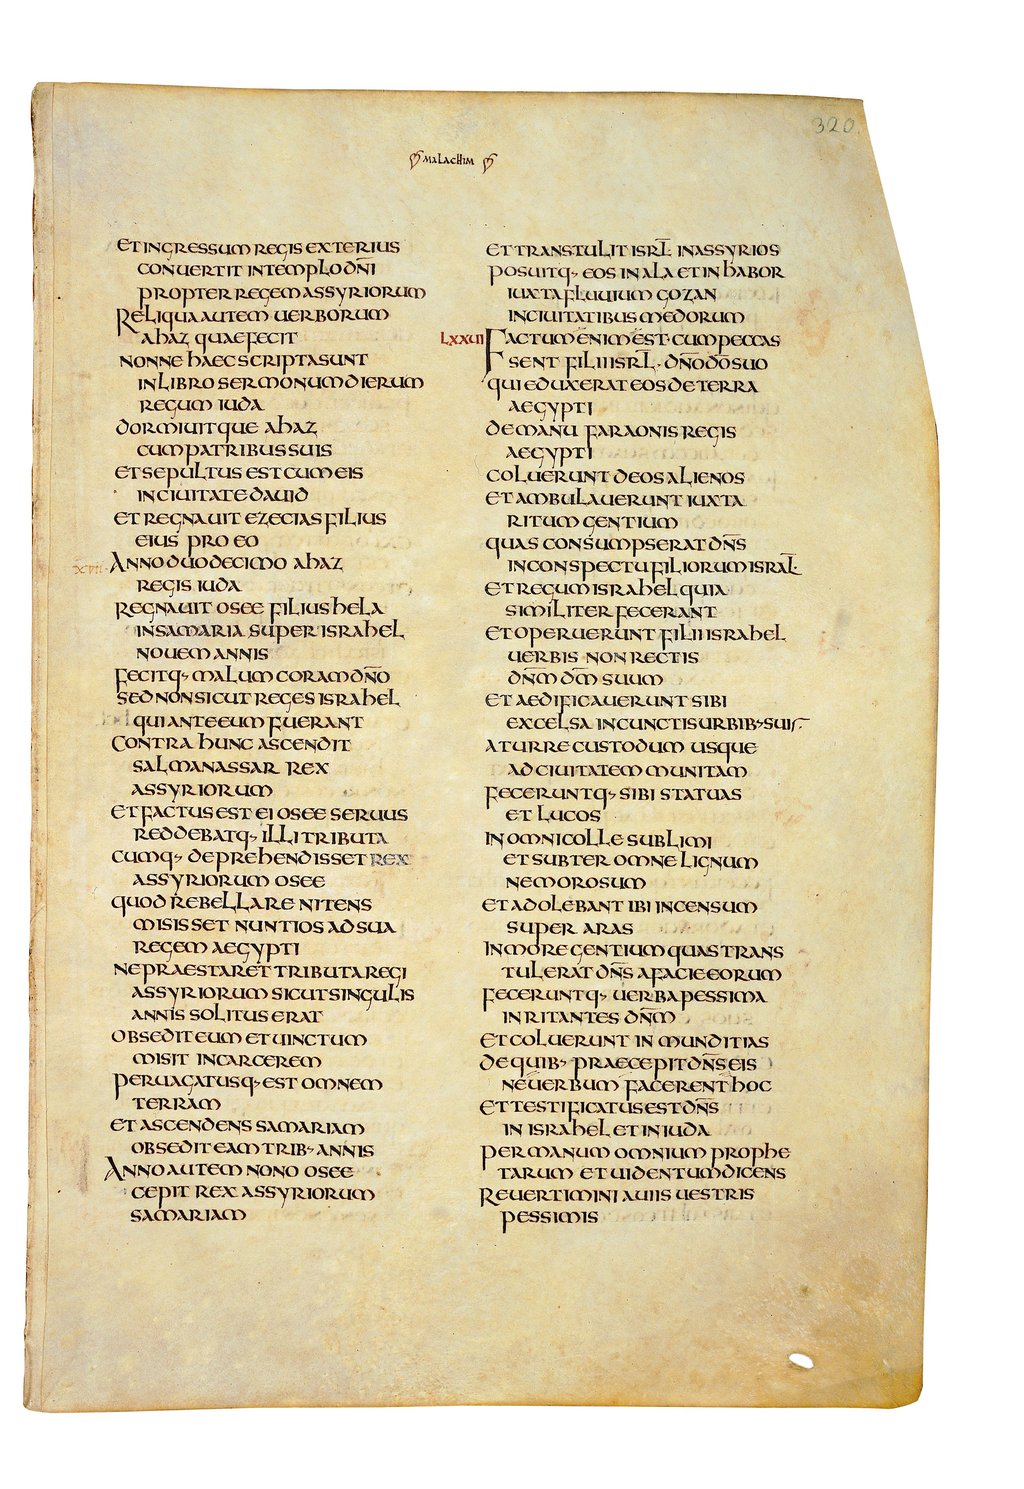 320
MALACHIM
ET INGRESSUM REGIS EXTERIUS
CONUERTIT IN TEMPLO DNI
PROPTER REGEM ASSYRIORUM
RELIQUA AUTEM UERBORUM
AHAZ QUAE FECIT
NONNE HAEC SCRIPTA SUNT
IN LIBRO SERMONUM DIERUM
REGUM IUDA
DORMIUITQUE AHAZ
CUM PATRIBUS SUIS
ET SEPULTUS EST CUM EIS
IN CIUITATE DAUID
ET REGNAUIT EZECIAS FILIUS
EIUS PRO EO
XVII ANNO DUODECIMO AHAZ
REGIS IUDA
REGNAUIT OSEE FILIUS HELA
IN SAMARIA SUPER ISRAHEL
NOUEM ANNIS
FECITQ· MALUM CORAM DNO
SED NON SICUT REGES ISRAHEL
QUI ANTE EUM FUERANT
CONTRA HUNC ASCENDIT
SALMANASSAR REX
ASSYRIORUM
ET FACTUS EST EI OSEE SERUUS
REDDEBATQ· ILLI TRIBUTA
CUMQ· DEPREHENDISSET REX
ASSYRIORUM OSEE
QUOD REBELLARE NITENS
MISISSET NUNTIOS AD SUA
REGEM AEGYPTI
NE PRAESTARET TRIBUTA REGI
ASSYRIORUM SICUT SINGULIS
ANNIS SOLITUS ERAT
OBSEDIT EUM ET UINCTUM
MISIT IN CARCEREM
PERUAGATUSQ· EST OMNEM
TERRAM
ET ASCENDENS SAMARIAM
OBSEDIT EAM TRIB· ANNIS
ANNO AUTEM NONO OSEE
CEPIT REX ASSYRIORUM
SAMARIAM
ET TRANSTULIT ISRL IN ASSYRIOS
POSUITQ· EOS IN ALA ET IN HABOR
IUXTA FLUUIUM GOZAN
IN CIUITATIBUS MEDORUM
LXXVII FACTUM ENIM EST CUM PECCAS
SENT FILII ISRL· DNO DO SUO
QUI EDUXERAT EOS DE TERRA
AEGYPTI
DE MANU FARAONIS REGIS
AEGYPTI
COLUERUNT DEOS ALIENOS
ET AMBULAUERUNT IUXTA
RITUM GENTIUM
QUAS CONSUMPSERAT DNS
IN CONSPECTU FILIORUM ISRAL
ET REGUM ISRAHEL QUIA
SIMILITER FECERANT
ET OPERUERUNT FILII ISRAHEL
UERBIS NON RECTIS
DNM DM SUUM
ET AEDIFICAUERUNT SIBI
EXCELSA IN CUNCTIS URBIB· SUIS
A TURRE CUSTODUM USQUE
AD CIUITATEM MUNITAM
FECERUNTQ· SIBI STATUAS
ET LUCOS
IN OMNI COLLE SUBLIMI
ET SUBTER OMNE LIGNUM
NEMOROSUM
ET ADOLEBANT IBI INCENSUM
SUPER ARAS
IN MORE GENTIUM QUAS TRANS
TULERAT DNS A FACIE EORUM
FECERUNTQ· UERBA PESSIMA
INRITANTES DNM
ET COLUERUNT INMUNDITIAS
DE QUIB· PRAECEPIT DNS EIS
NE UERBUM FACERENT HOC
ET TESTIFICATUS EST DNS
IN ISRAHEL ET IN IUDA
PER MANUM OMNIUM PROPHE
TARUM ET UIDENTUM DICENS
REUERTIMINI A UIIS UESTRIS
PESSIMIS